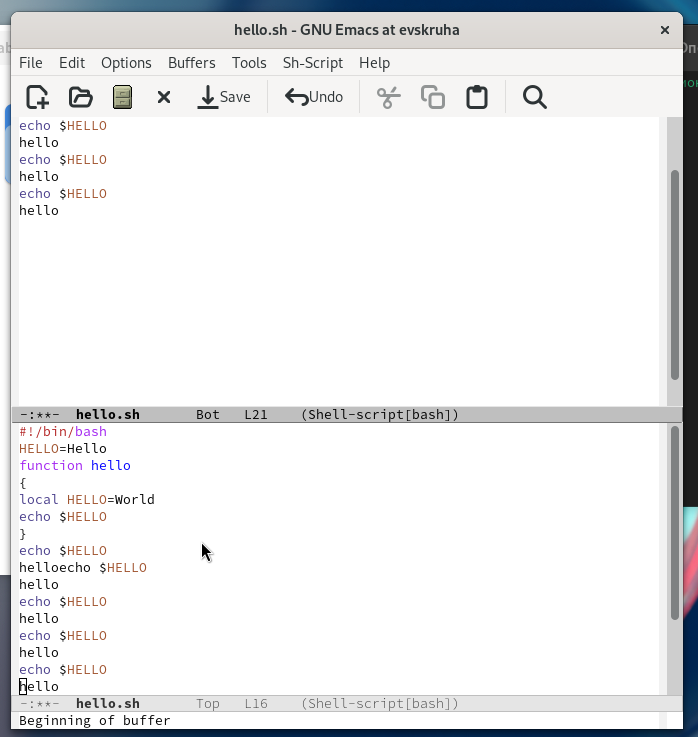 hello.sh - GNU Emacs at evskruha
File Edit Options Buffers Tools Sh-Script Help
Save Undo
echo $HELLO
hello
echo $HELLO
hello
echo $HELLO
hello
-:**- hello.sh Bot L21 (Shell-script[bash])
#!/bin/bash
HELLO=Hello
function hello
{
local HELLO=World
echo $HELLO
}
echo $HELLO
helloecho $HELLO
hello
echo $HELLO
hello
echo $HELLO
hello
echo $HELLO
hello
-:**- hello.sh Top L16 (Shell-script[bash])
Beginning of buffer